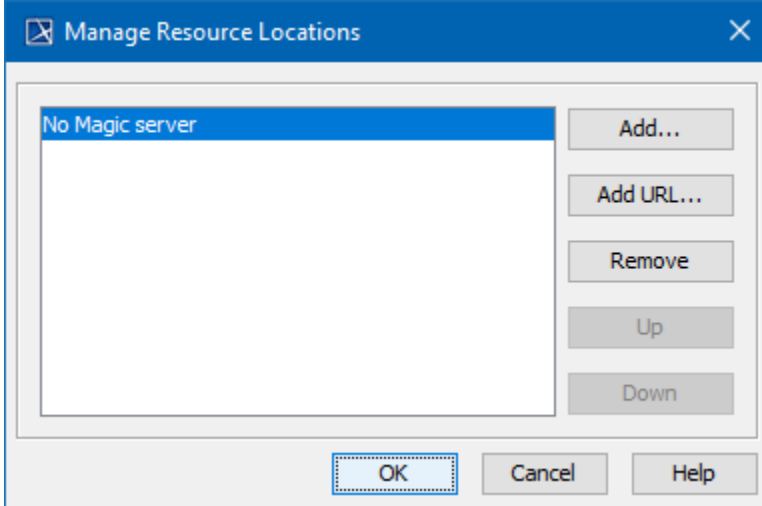 Manage Resource Locations
No Magic server
Add...
Add URL...
Remove
Up
Down
OK
Cancel
Help